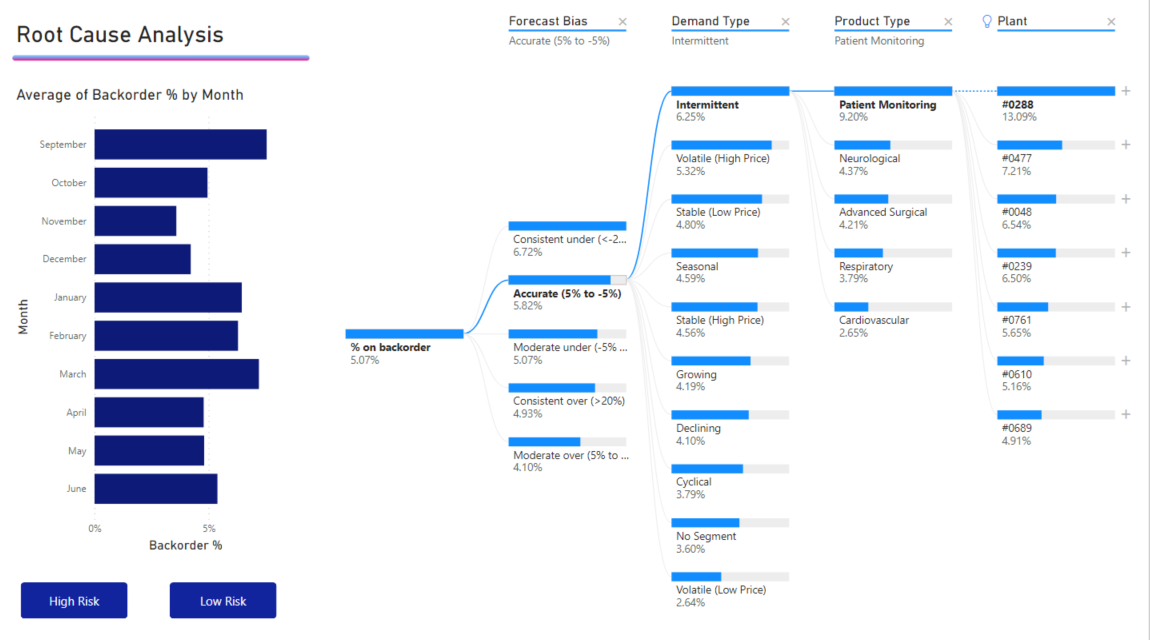 Root Cause Analysis
Average of Backorder % by Month
September
October
November
December
January
February
March
April
May
June
Month
0%
5%
Backorder %
High Risk
Low Risk
Forecast Bias
Accurate (5% to -5%)
Demand Type
Intermittent
Product Type
Patient Monitoring
Plant
% on backorder
5.07%
Consistent under (<-2...
6.72%
Accurate (5% to -5%)
5.82%
Moderate under (-5% ...
5.07%
Consistent over (>20%)
4.93%
Moderate over (5% to ...
4.10%
Intermittent
6.25%
Volatile (High Price)
5.32%
Stable (Low Price)
4.80%
Seasonal
4.59%
Stable (High Price)
4.56%
Growing
4.19%
Declining
4.10%
Cyclical
3.79%
No Segment
3.60%
Volatile (Low Price)
2.64%
Patient Monitoring
9.20%
Neurological
4.37%
Advanced Surgical
4.21%
Respiratory
3.79%
Cardiovascular
2.65%
#0288
13.09%
#0477
7.21%
#0048
6.54%
#0239
6.50%
#0761
5.65%
#0610
5.16%
#0689
4.91%